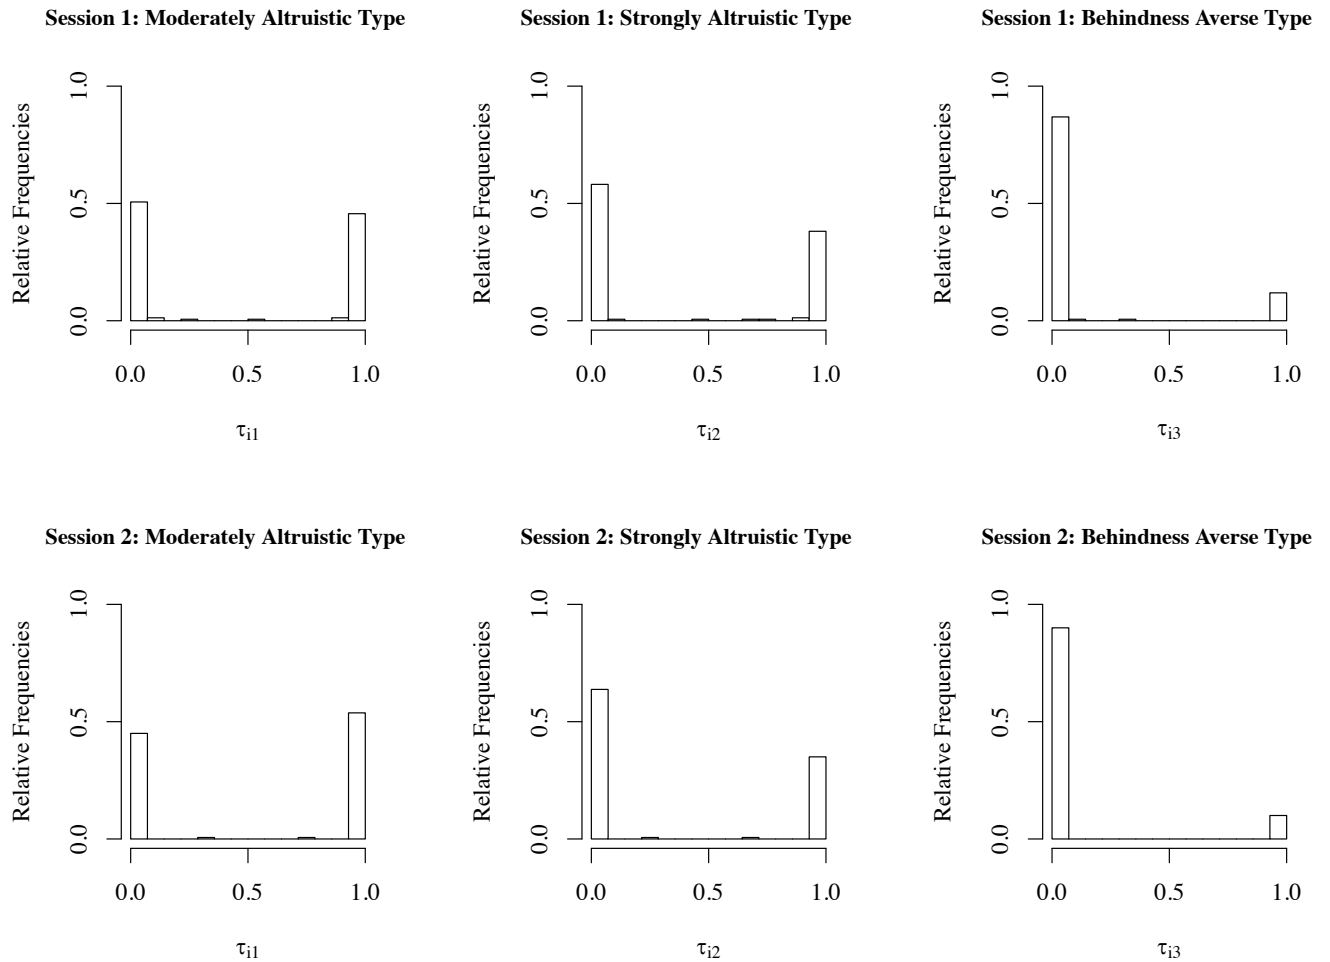 Session 1: Moderately Altruistic Type
Relative Frequencies
0.0 0.5 1.0
0.0 0.5 1.0
τi1
Session 1: Strongly Altruistic Type
Relative Frequencies
0.0 0.5 1.0
0.0 0.5 1.0
τi2
Session 1: Behindness Averse Type
Relative Frequencies
0.0 0.5 1.0
0.0 0.5 1.0
τi3
Session 2: Moderately Altruistic Type
Relative Frequencies
0.0 0.5 1.0
0.0 0.5 1.0
τi1
Session 2: Strongly Altruistic Type
Relative Frequencies
0.0 0.5 1.0
0.0 0.5 1.0
τi2
Session 2: Behindness Averse Type
Relative Frequencies
0.0 0.5 1.0
0.0 0.5 1.0
τi3